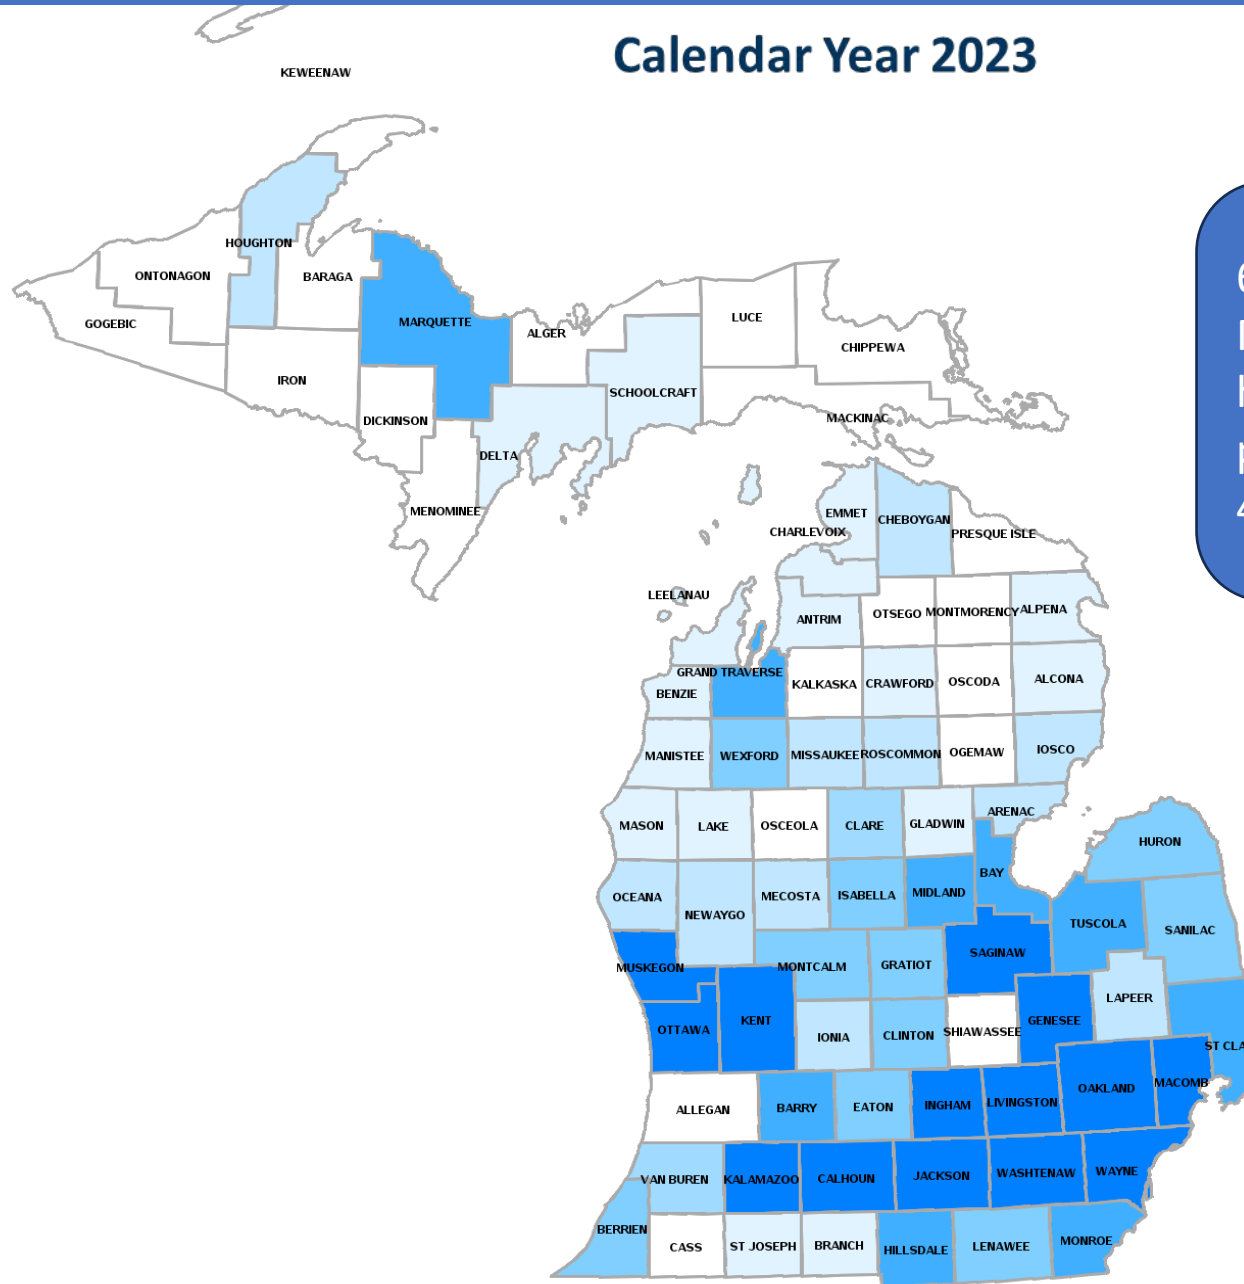 Calendar Year 2023
KEWEENAW
HOUGHTON
ONTONAGON
BARAGA
GOGEBIC
MARQUETTE
ALGER
LUCE
CHIPPEWA
IRON
SCHOOLCRAFT
DICKINSON
MACKINAC
DELTA
MENOMINEE
EMMET
CHEBOYGAN
CHARLEVOIX
PRESQUE ISLE
LEELANAU
ANTRIM
OTSEGO
MONTMORENCY
ALPENA
GRAND TRAVERSE
BENZIE
KALKASKA
CRAWFORD
OSCODA
ALCONA
MANISTEE
WEXFORD
MISSAUKEE
ROSCOMMON
OGEMAW
IOSCO
MASON
LAKE
OSCEOLA
CLARE
GLADWIN
ARENAC
HURON
BAY
OCEANA
NEWAYGO
MECOSTA
ISABELLA
MIDLAND
TUSCOLA
SANILAC
MUSKEGON
MONTCALM
GRATIOT
SAGINAW
LAPEER
OTTAWA
KENT
IONIA
CLINTON
SHIAWASSEE
GENESEE
ST CLA
ALLEGAN
BARRY
EATON
INGHAM
LIVINGSTON
OAKLAND
MACOMB
VAN BUREN
KALAMAZOO
CALHOUN
JACKSON
WASHTENAW
WAYNE
BERRIEN
CASS
ST JOSEPH
BRANCH
HILLSDALE
LENAWEE
MONROE